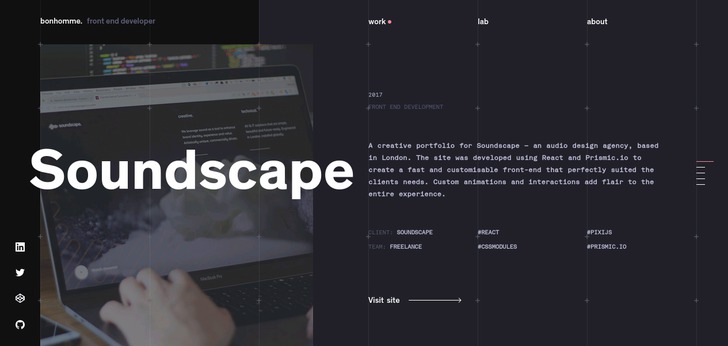 bonhomme. front end developer
work
lab
about
2017
FRONT END DEVELOPMENT
Soundscape
A creative portfolio for Soundscape – an audio design agency, based
in London. The site was developed using React and Prismic.io to
create a fast and customisable front-end that perfectly suited the
clients needs. Custom animations and interactions add flair to the
entire experience.
CLIENT: SOUNDSCAPE
#REACT
#PIXIJS
TEAM: FREELANCE
#CSSMODULES
#PRISMIC.IO
Visit site